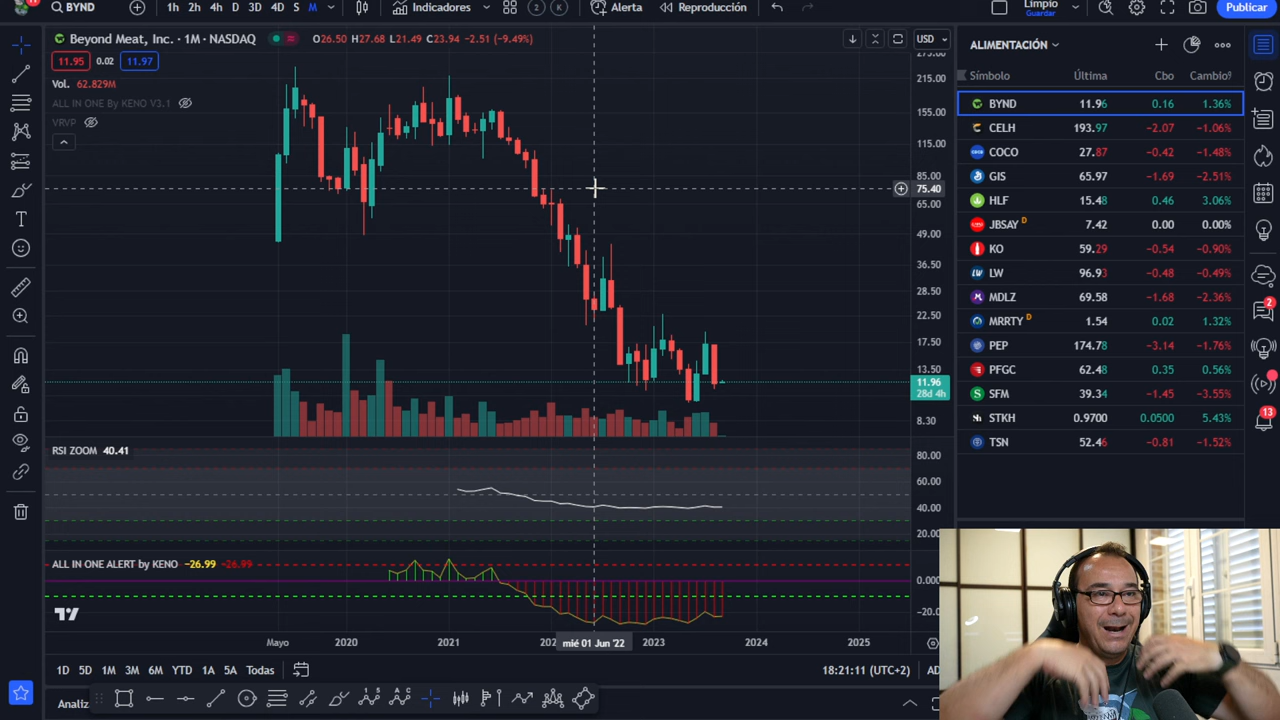 11
BYND
1h 2h 4h D 3D 4D S M
Indicadores
2 K
Alerta
Reproducción
Limpio
Guardar
Publicar
Beyond Meat, Inc. · 1M · NASDAQ
O26.50 H27.68 L21.49 C23.94 -2.51 (-9.49%)
USD
11.95 0.02 11.97
Vol. 62.829M
ALL IN ONE By KENO V3.1
VRVP
275.00
215.00
155.00
115.00
85.00
75.40
65.00
49.00
36.50
28.50
22.50
17.50
13.50
11.96
28d 4h
8.30
RSI ZOOM 40.41
80.00
60.00
40.00
20.00
ALL IN ONE ALERT by KENO -26.99 -26.99
0.000
-20.00
Mayo 2020 2021 202 mié 01 Jun '22 2023 2024 2025
1D 5D 1M 3M 6M YTD 1A 5A Todas
18:21:11 (UTC+2)
AD
Analiz
ALIMENTACIÓN
Símbolo Última Cbo Cambio%
BYND 11.96 0.16 1.36%
CELH 193.97 -2.07 -1.06%
COCO 27.87 -0.42 -1.48%
GIS 65.97 -1.69 -2.51%
HLF 15.48 0.46 3.06%
JBSAY D 7.42 0.00 0.00%
KO 59.29 -0.54 -0.90%
LW 96.93 -0.48 -0.49%
MDLZ 69.58 -1.68 -2.36%
MRRTY D 1.54 0.02 1.32%
PEP 174.78 -3.14 -1.76%
PFGC 62.48 0.35 0.56%
SFM 39.34 -1.45 -3.55%
STKH 0.9700 0.0500 5.43%
TSN 52.46 -0.81 -1.52%
2
13